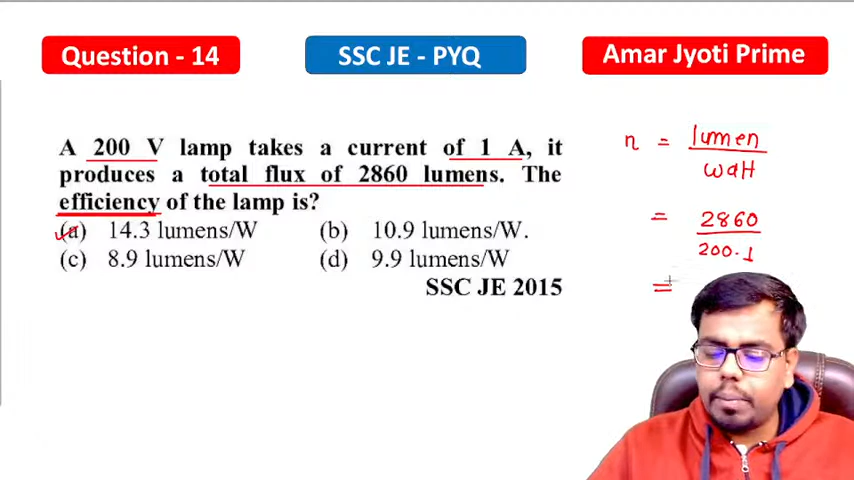 Question - 14
SSC JE - PYQ
Amar Jyoti Prime
A 200 V lamp takes a current of 1 A, it
produces a total flux of 2860 lumens. The
efficiency of the lamp is?
(a) 14.3 lumens/W (b) 10.9 lumens/W.
(c) 8.9 lumens/W (d) 9.9 lumens/W
SSC JE 2015
η = lumen
watt
= 2860
200·1
=